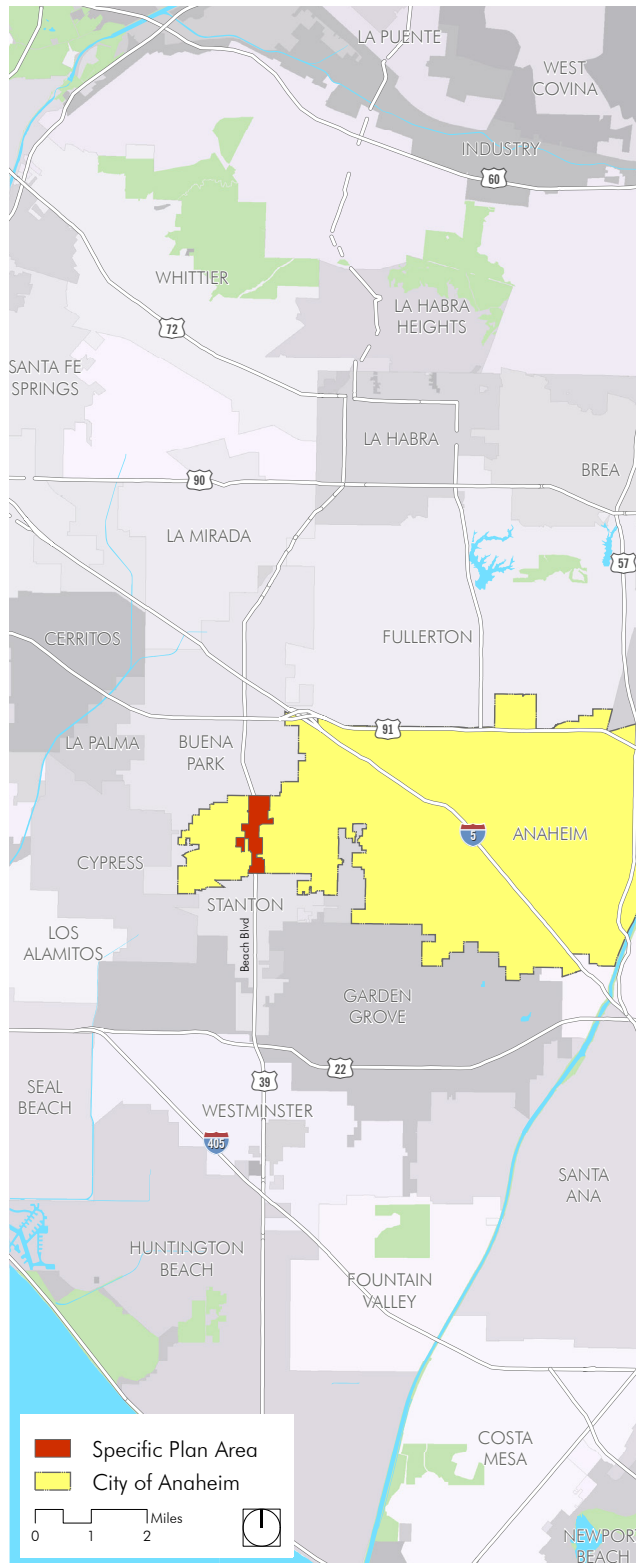 LA PUENTE
WEST
COVINA
INDUSTRY
60
WHITTIER
LA HABRA
HEIGHTS
72
SANTA FE
SPRINGS
LA HABRA
BREA
90
LA MIRADA
57
FULLERTON
CERRITOS
91
LA PALMA
BUENA
PARK
5
ANAHEIM
CYPRESS
STANTON
LOS
ALAMITOS
Beach Blvd
GARDEN
GROVE
22
39
SEAL
BEACH
WESTMINSTER
405
SANTA
ANA
HUNTINGTON
BEACH
FOUNTAIN
VALLEY
COSTA
MESA
NEWPOR
BEACH
Specific Plan Area
City of Anaheim
Miles
0 1 2